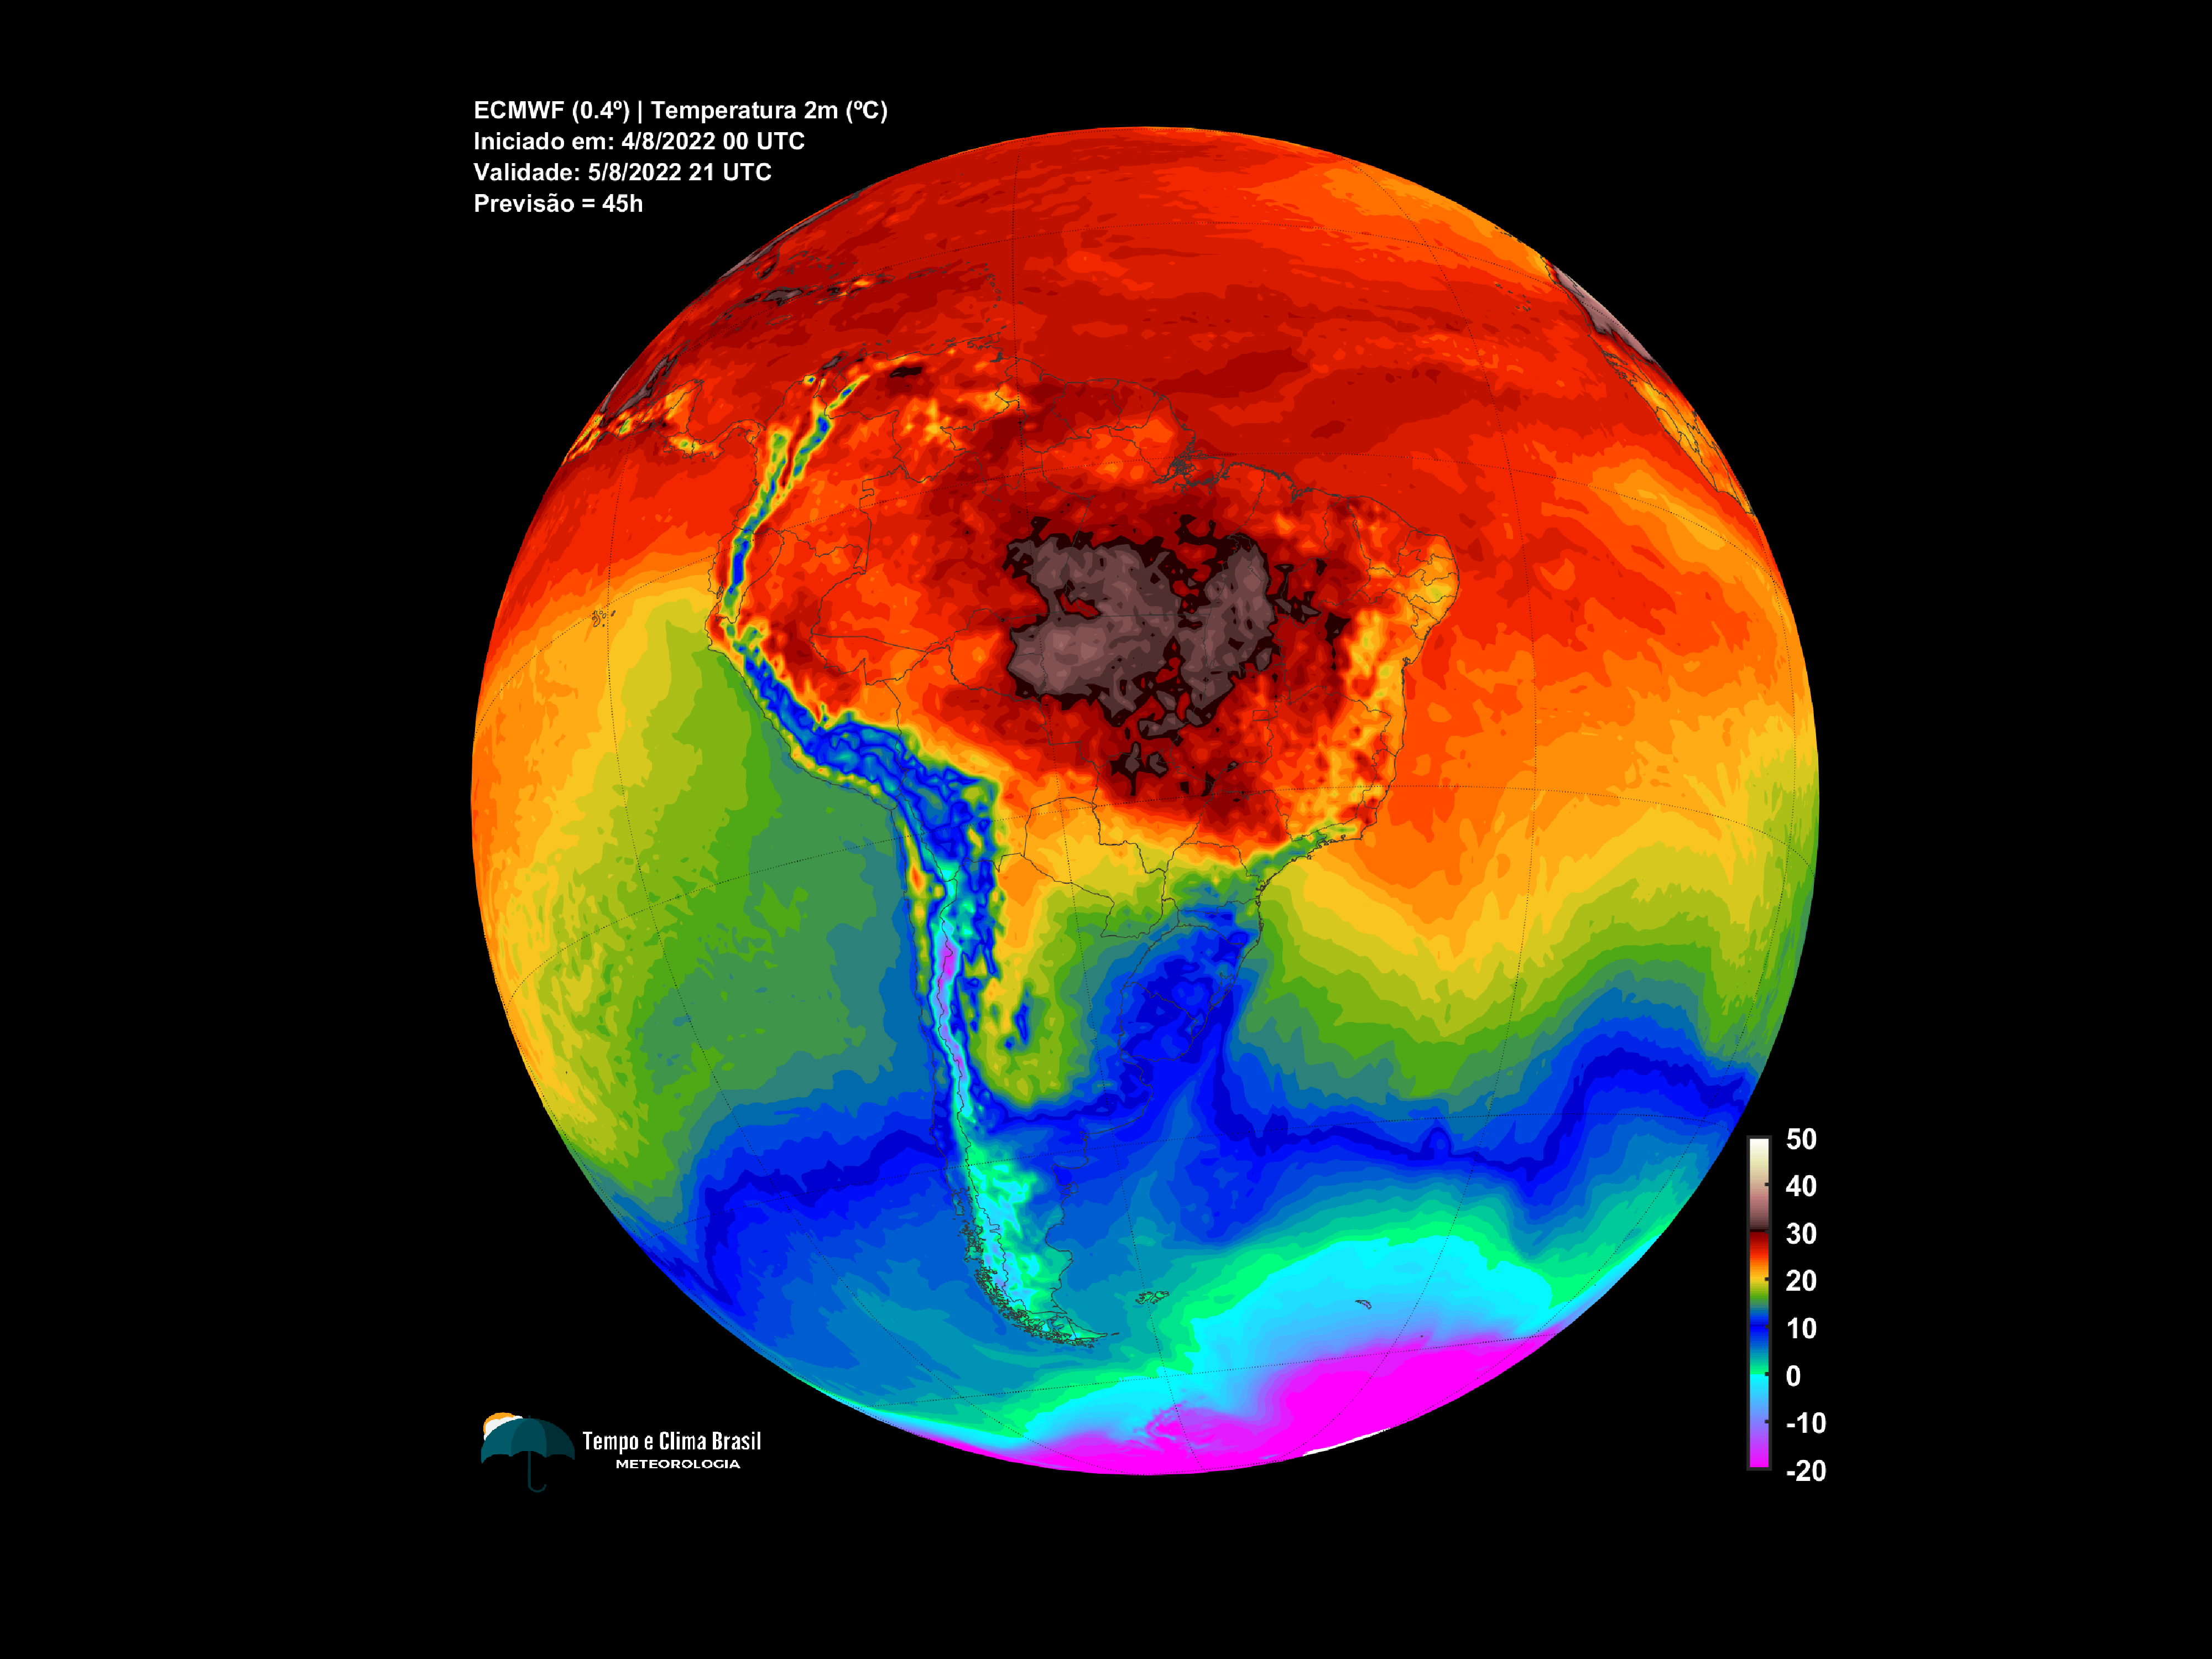 ECMWF (0.4º) | Temperatura 2m (ºC)
Iniciado em: 4/8/2022 00 UTC
Validade: 5/8/2022 21 UTC
Previsão = 45h
50
40
30
20
10
0
-10
-20
Tempo e Clima Brasil
METEOROLOGIA